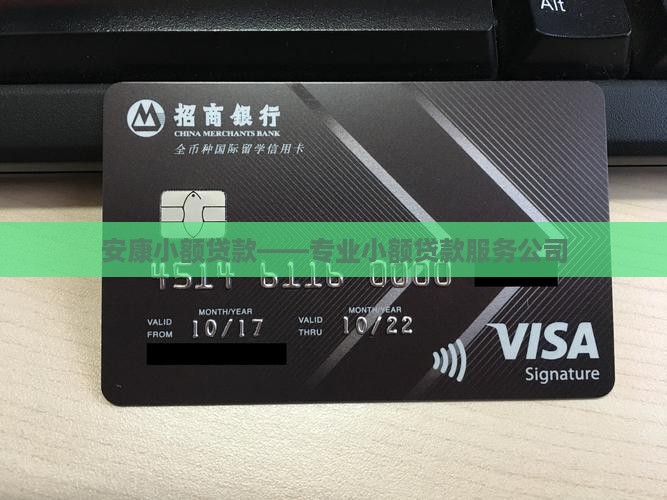 Alt
招商銀行
CHINA MERCHANTS BANK
全币种国际留学信用卡
安康小额贷款——专业小额贷款服务公司
4514 6116 0000
MONTH/YEAR MONTH/YEAR
VALID FROM 10/17 VALID THRU 10/22
VISA
Signature